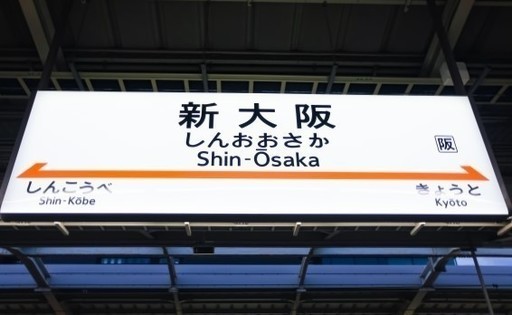 新大阪
しんおおさか
Shin-Ōsaka
阪
しんこうべ
Shin-Kōbe
きょうと
Kyōto